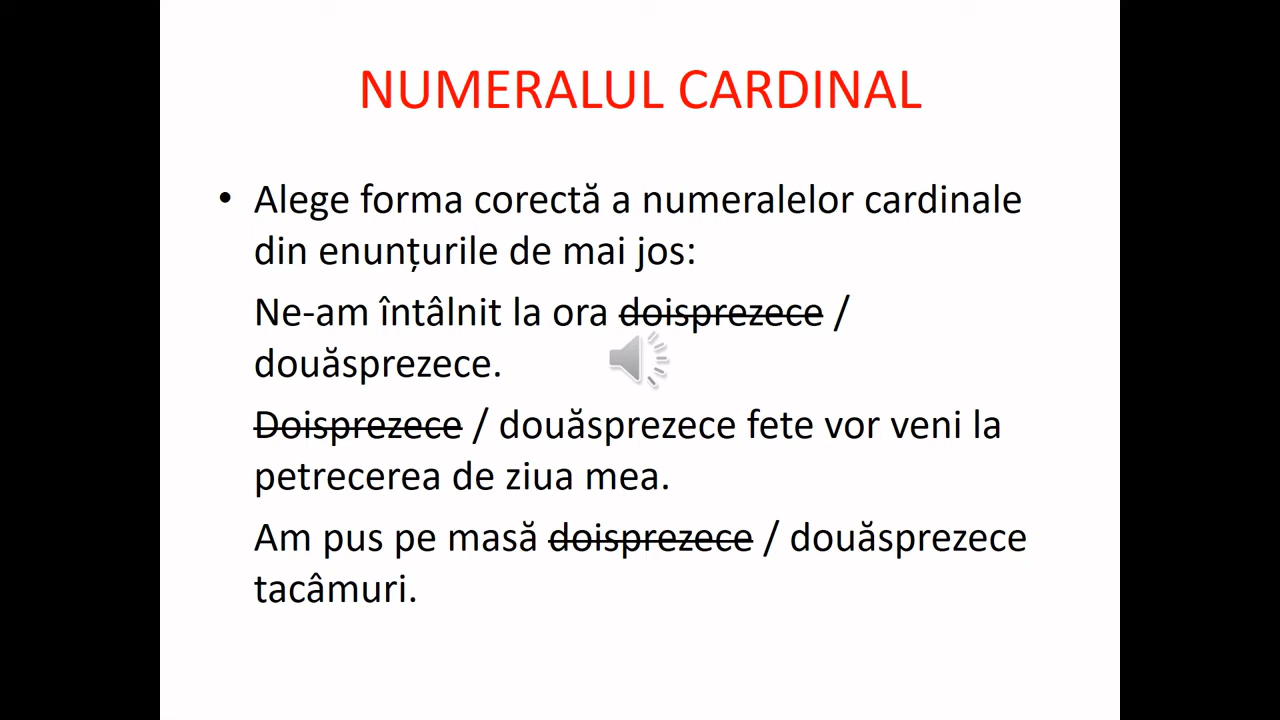 NUMERALUL CARDINAL
• Alege forma corectă a numeralelor cardinale
din enunțurile de mai jos:
Ne-am întâlnit la ora doisprezece /
douăsprezece.
Doisprezece / douăsprezece fete vor veni la
petrecerea de ziua mea.
Am pus pe masă doisprezece / douăsprezece
tacâmuri.